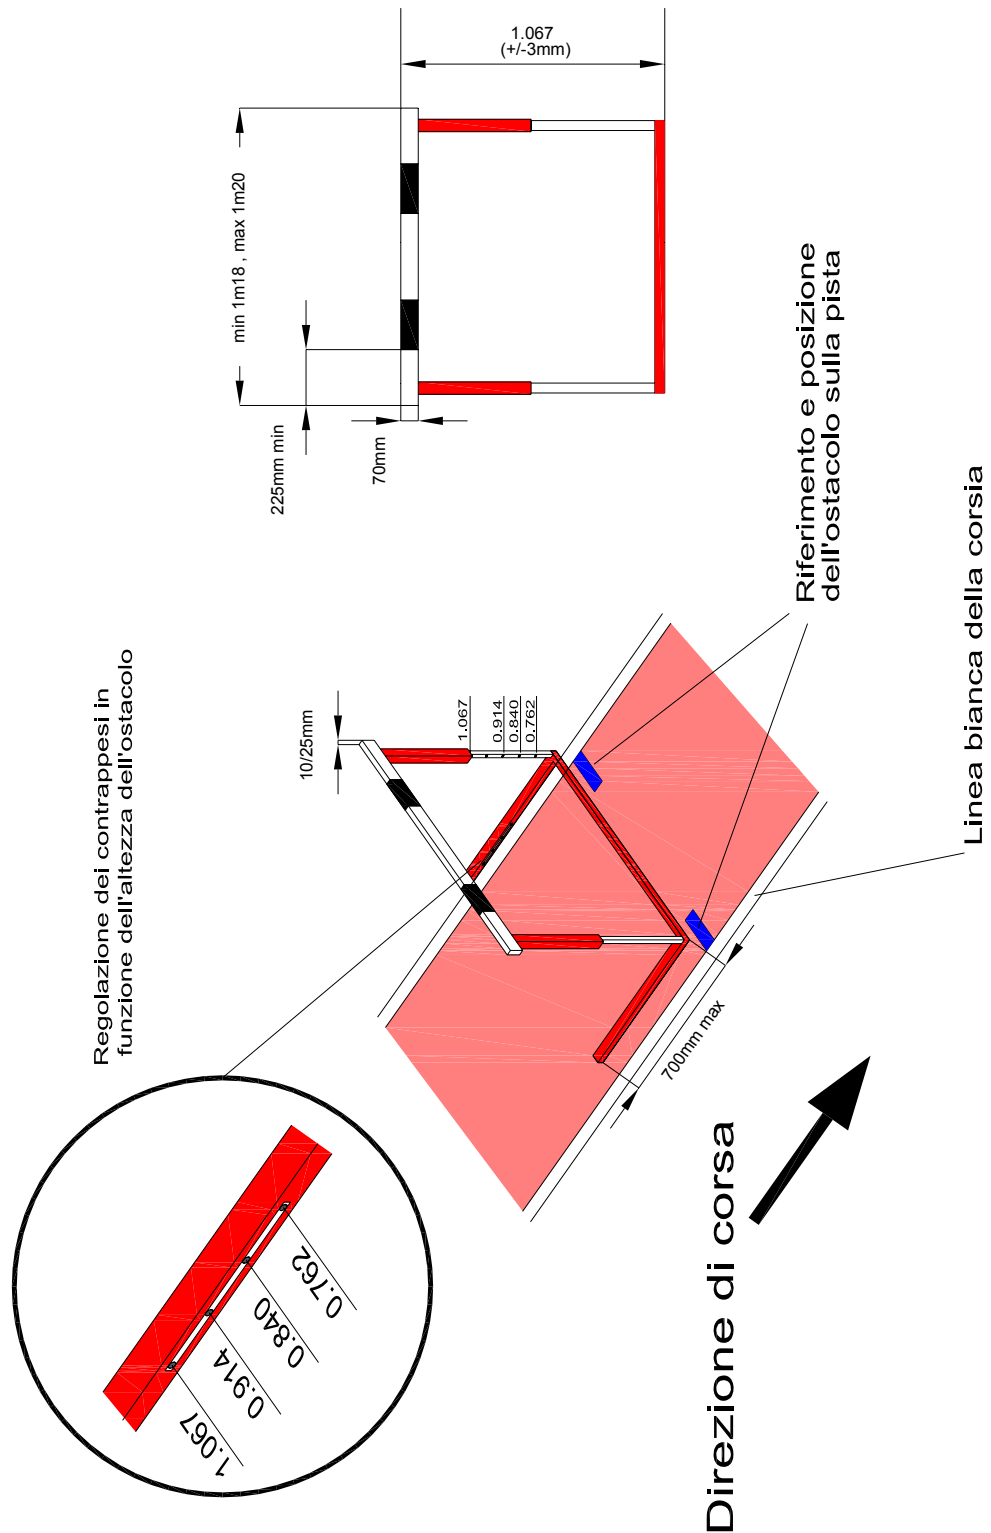 1.067
(+/-3mm)
min 1m18 , max 1m20
225mm min
70mm
Riferimento e posizione
dell'ostacolo sulla pista
Linea bianca della corsia
Regolazione dei contrappesi in
funzione dell'altezza dell'ostacolo
10/25mm
1.067
0.914
0.840
0.762
700mm max
1.067
0.914
0.840
0.762
Direzione di corsa